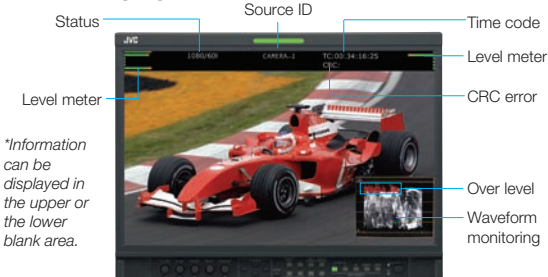 Source ID
Status
Time code
JVC
1080/60i
CAMERA-1
TC:00:34:16:25
CRC:
Level meter
Level meter
CRC error
*Information
can be
displayed in
the upper or
the lower
blank area.
Over level
Waveform
monitoring